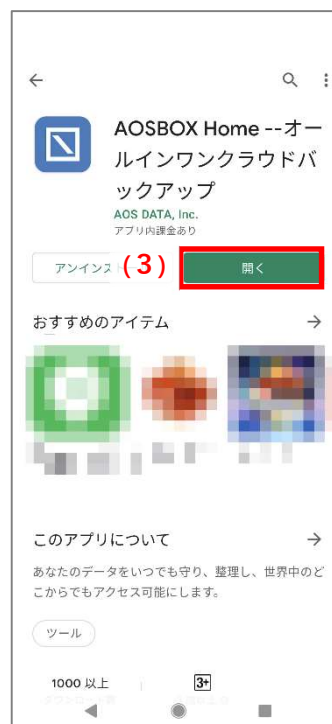 AOSBOX Home --オー
ルインワンクラウドバ
ックアップ
AOS DATA, Inc.
アプリ内課金あり
アンインス (3) 開く
おすすめのアイテム
このアプリについて
あなたのデータをいつでも守り、整理し、世界中のど
こからでもアクセス可能にします。
ツール
1000 以上 3+